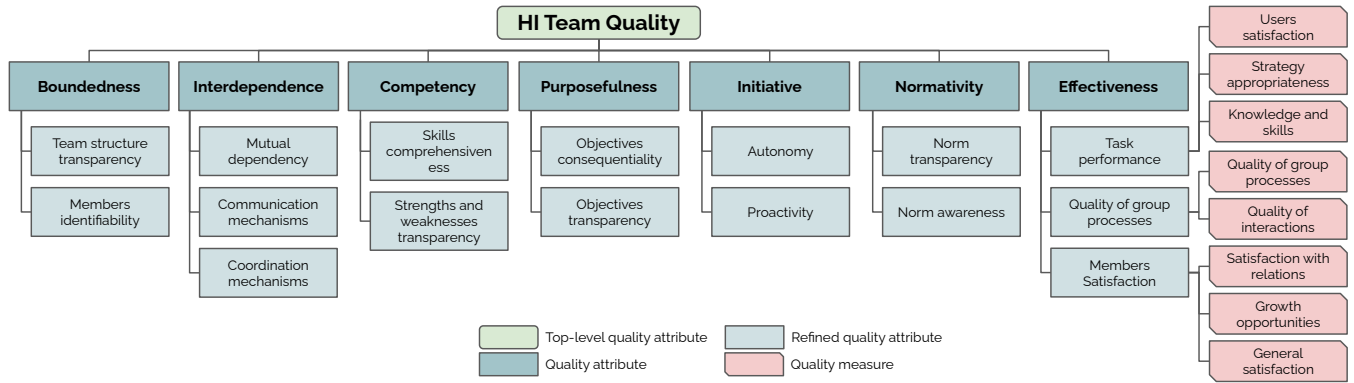 HI Team Quality
Boundedness
Team structure
transparency
Members
identifiability
Interdependence
Mutual
dependency
Communication
mechanisms
Coordination
mechanisms
Competency
Skills
comprehensiven
ess
Strengths and
weaknesses
transparency
Purposefulness
Objectives
consequentiality
Objectives
transparency
Initiative
Autonomy
Proactivity
Normativity
Norm
transparency
Norm awareness
Effectiveness
Task
performance
Users
satisfaction
Strategy
appropriateness
Knowledge and
skills
Quality of group
processes
Quality of group
processes
Quality of
interactions
Members
Satisfaction
Satisfaction with
relations
Growth
opportunities
General
satisfaction
Top-level quality attribute
Refined quality attribute
Quality attribute
Quality measure